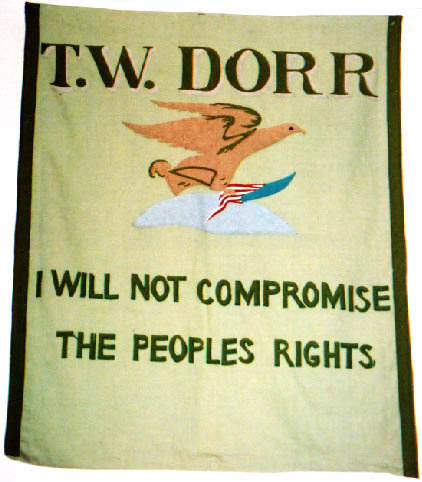 T.W. DORR
I WILL NOT COMPROMISE
THE PEOPLES RIGHTS